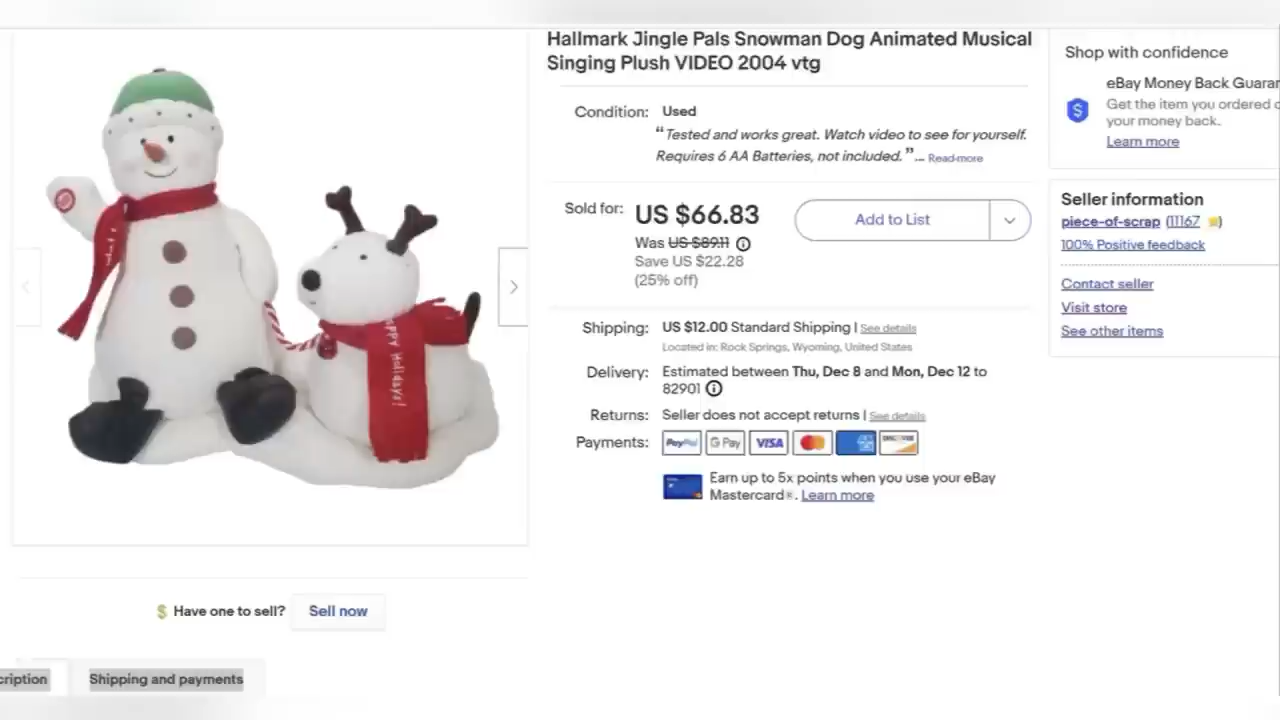 Hallmark Jingle Pals Snowman Dog Animated Musical
Singing Plush VIDEO 2004 vtg
Condition: Used
“Tested and works great. Watch video to see for yourself.
Requires 6 AA Batteries, not included.”... Read more
Sold for: US $66.83
Add to List
Was US $89.11
Save US $22.28
(25% off)
Shipping: US $12.00 Standard Shipping | See details
Located in: Rock Springs, Wyoming, United States
Delivery: Estimated between Thu, Dec 8 and Mon, Dec 12 to
82901
Returns: Seller does not accept returns | See details
Payments: PayPal G Pay VISA DISCOVER
Earn up to 5x points when you use your eBay
Mastercard®. Learn more
Shop with confidence
eBay Money Back Guarar
Get the item you ordered
your money back.
Learn more
Seller information
piece-of-scrap (11167)
100% Positive feedback
Contact seller
Visit store
See other items
ppy Holidays!
Have one to sell? Sell now
cription
Shipping and payments